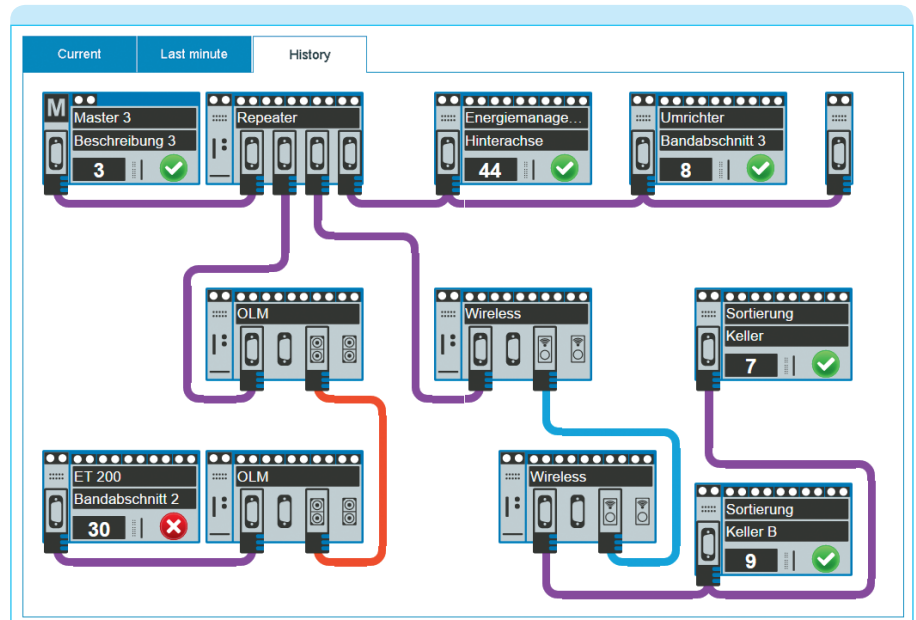 Current
Last minute
History
M
Master 3
Beschreibung 3
3
Repeater
Energiemanage...
Hinterachse
44
Umrichter
Bandabschnitt 3
8
OLM
Wireless
Sortierung
Keller
7
ET 200
Bandabschnitt 2
30
OLM
Wireless
Sortierung
Keller B
9